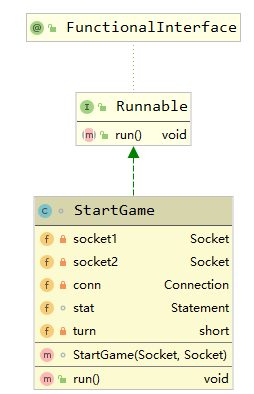 @ FunctionalInterface
I Runnable
m run() void
C StartGame
f socket1 Socket
f socket2 Socket
f conn Connection
f stat Statement
f turn short
m StartGame(Socket, Socket)
m run() void